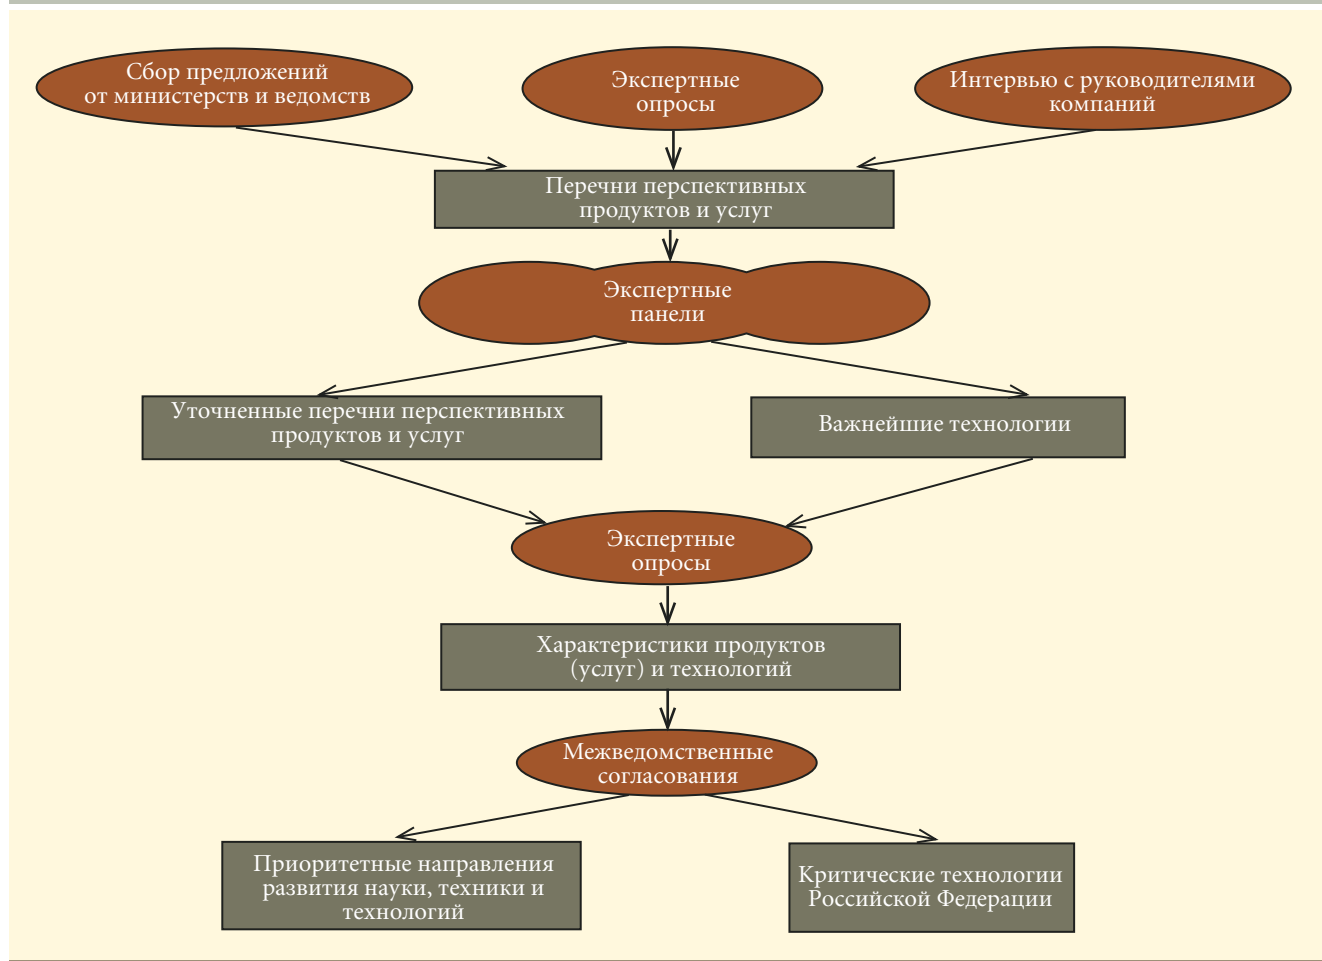 Сбор предложений
от министерств и ведомств
Экспертные
опросы
Интервью с руководителями
компаний
Перечни перспективных
продуктов и услуг
Экспертные
панели
Уточненные перечни перспективных
продуктов и услуг
Важнейшие технологии
Экспертные
опросы
Характеристики продуктов
(услуг) и технологий
Межведомственные
согласования
Приоритетные направления
развития науки, техники и
технологий
Критические технологии
Российской Федерации